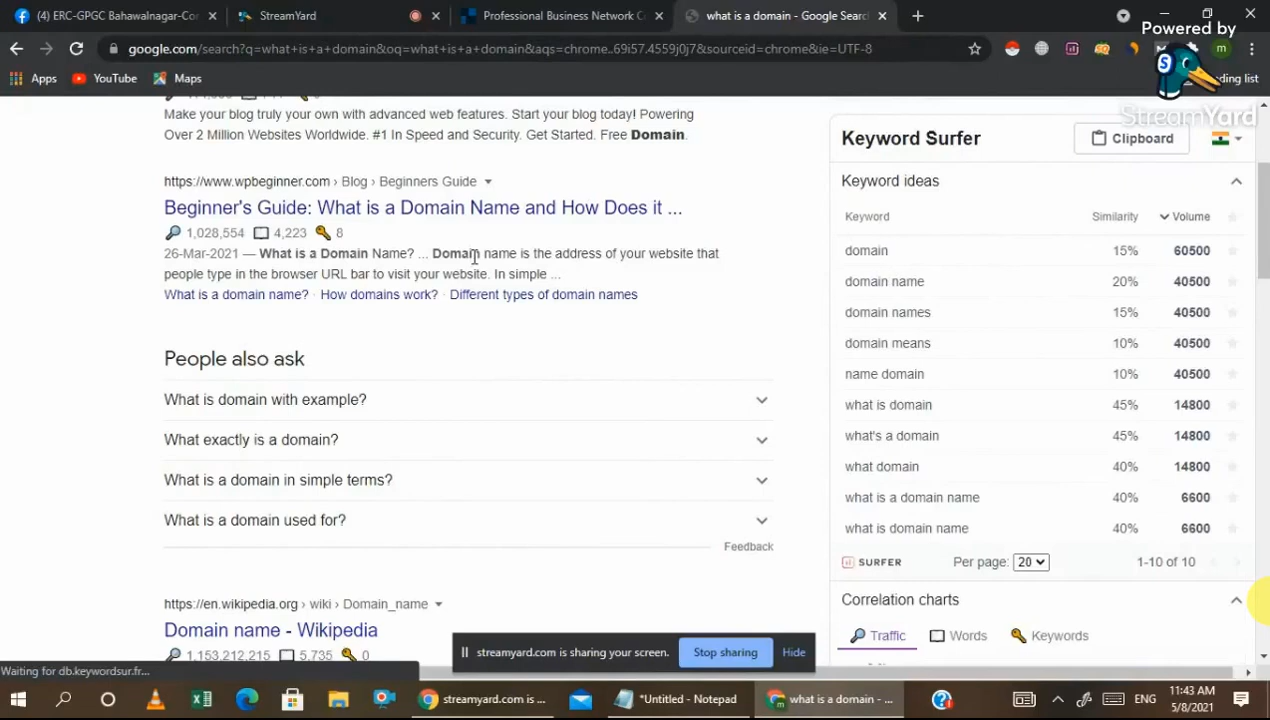 (4) ERC-GPGC Bahawalnagar-Cor
StreamYard
Professional Business Network C
what is a domain - Google Search
Powered by
StreamYard
google.com/search?q=what+is+a+domain&oq=what+is+a+domain&aqs=chrome..69i57.4559j0j7&sourceid=chrome&ie=UTF-8
m
Apps
YouTube
Maps
ding list
Make your blog truly your own with advanced web features. Start your blog today! Powering
Over 2 Million Websites Worldwide. #1 In Speed and Security. Get Started. Free Domain.
https://www.wpbeginner.com › Blog › Beginners Guide
Beginner's Guide: What is a Domain Name and How Does it ...
1,028,554 4,223 8
26-Mar-2021 — What is a Domain Name? ... Domain name is the address of your website that
people type in the browser URL bar to visit your website. In simple ...
What is a domain name? · How domains work? · Different types of domain names
People also ask
What is domain with example?
What exactly is a domain?
What is a domain in simple terms?
What is a domain used for?
Feedback
https://en.wikipedia.org › wiki › Domain_name
Domain name - Wikipedia
1,153,212,215 5,735 0
Keyword Surfer
Clipboard
Keyword ideas
Keyword Similarity Volume
domain 15% 60500
domain name 20% 40500
domain names 15% 40500
domain means 10% 40500
name domain 10% 40500
what is domain 45% 14800
what's a domain 45% 14800
what domain 40% 14800
what is a domain name 40% 6600
what is domain name 40% 6600
SURFER Per page: 20 1-10 of 10
Correlation charts
Traffic Words Keywords
streamyard.com is sharing your screen. Stop sharing Hide
Waiting for db.keywordsur.fr...
streamyard.com is ...
*Untitled - Notepad
what is a domain - ...
ENG
11:43 AM
5/8/2021